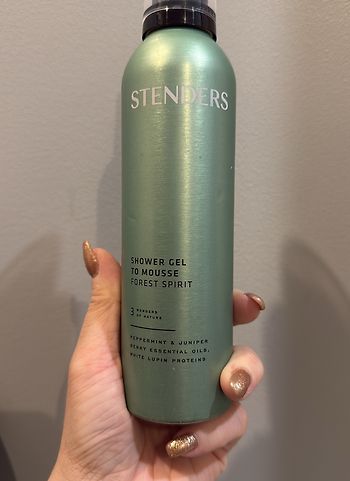 STENDERS
SHOWER GEL
TO MOUSSE
FOREST SPIRIT
3 WONDERS
OF NATURE
PEPPERMINT & JUNIPER
BERRY ESSENTIAL OILS,
WHITE LUPIN PROTEINS